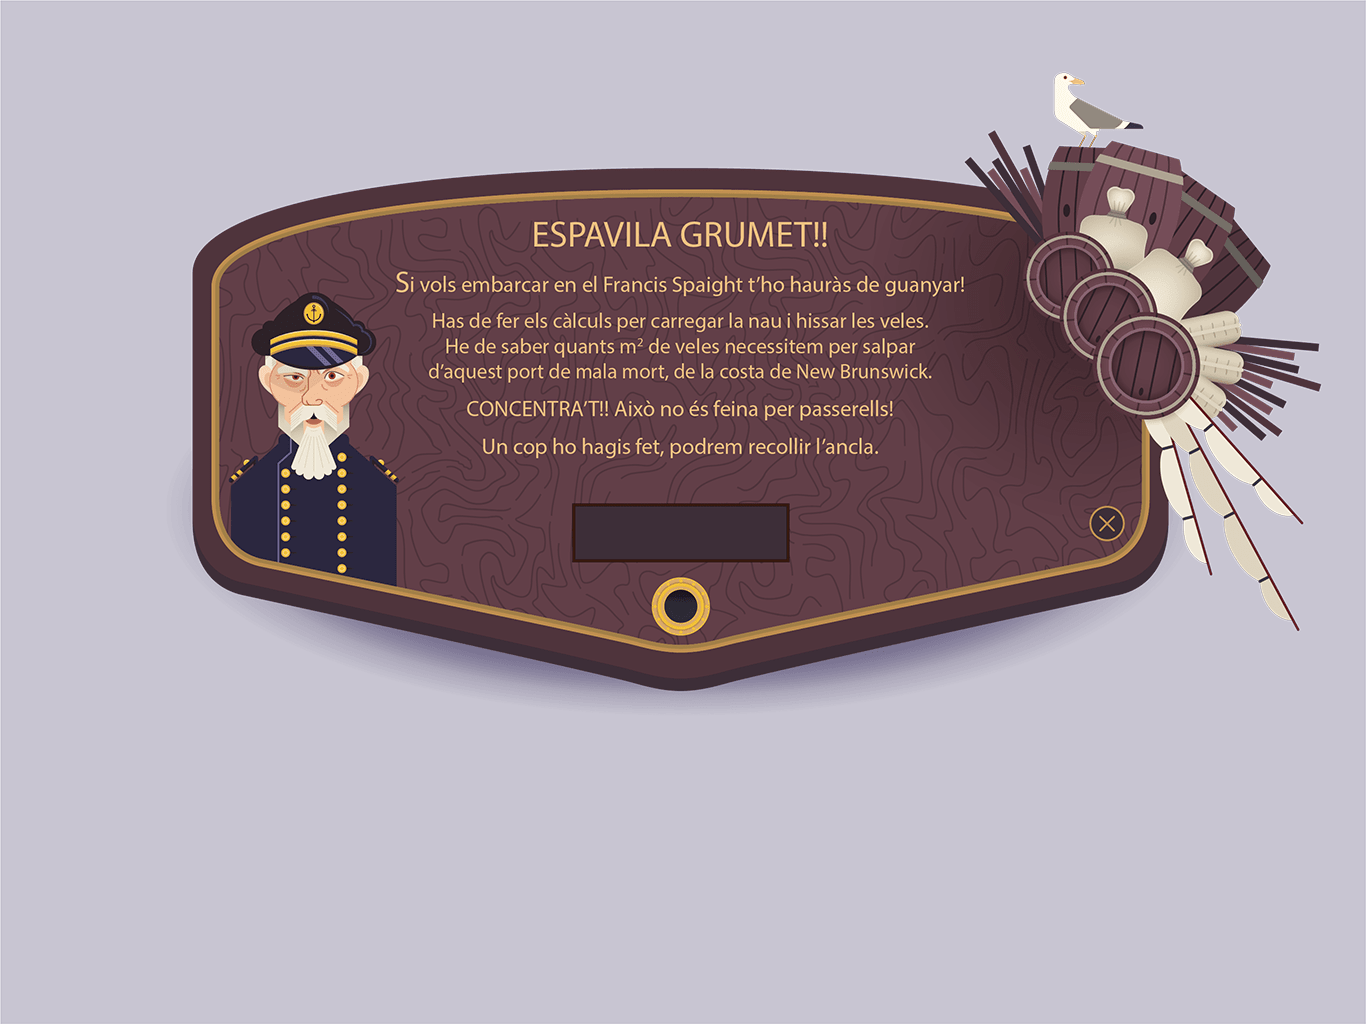 ESPAVILA GRUMET!!
Si vols embarcar en el Francis Spaight t’ho hauràs de guanyar!
Has de fer els càlculs per carregar la nau i hissar les veles.
He de saber quants m² de veles necessitem per salpar
d’aquest port de mala mort, de la costa de New Brunswick.
CONCENTRA’T!! Això no és feina per passerells!
Un cop ho hagis fet, podrem recollir l’ancla.